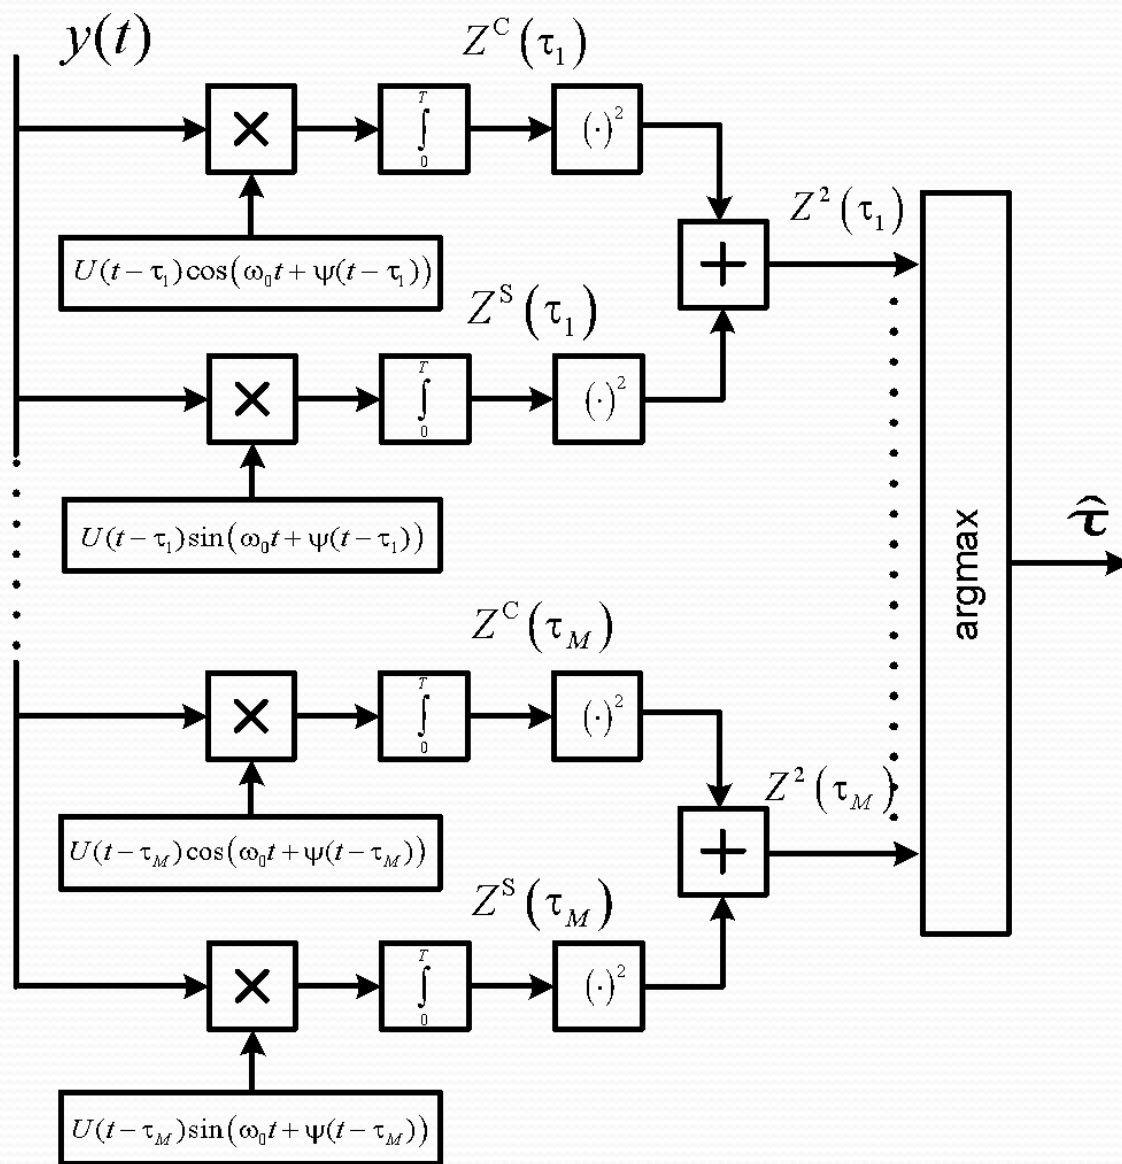 y(t)
Z^C(τ_1)
× ∫_0^T (·)^2
U(t−τ_1)cos(ω_0t+ψ(t−τ_1))
+
Z^2(τ_1)
Z^S(τ_1)
× ∫_0^T (·)^2
U(t−τ_1)sin(ω_0t+ψ(t−τ_1))
argmax
τ̂
Z^C(τ_M)
× ∫_0^T (·)^2
U(t−τ_M)cos(ω_0t+ψ(t−τ_M))
+
Z^2(τ_M)
Z^S(τ_M)
× ∫_0^T (·)^2
U(t−τ_M)sin(ω_0t+ψ(t−τ_M))